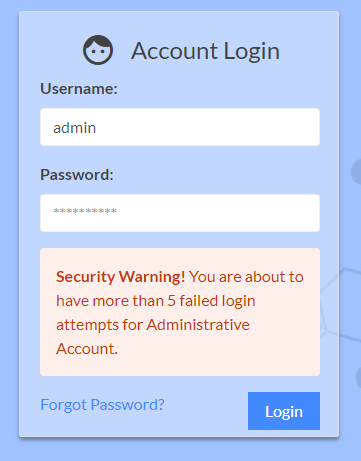 Account Login
Username:
admin
Password:
**********
Security Warning! You are about to
have more than 5 failed login
attempts for Administrative
Account.
Forgot Password?
Login